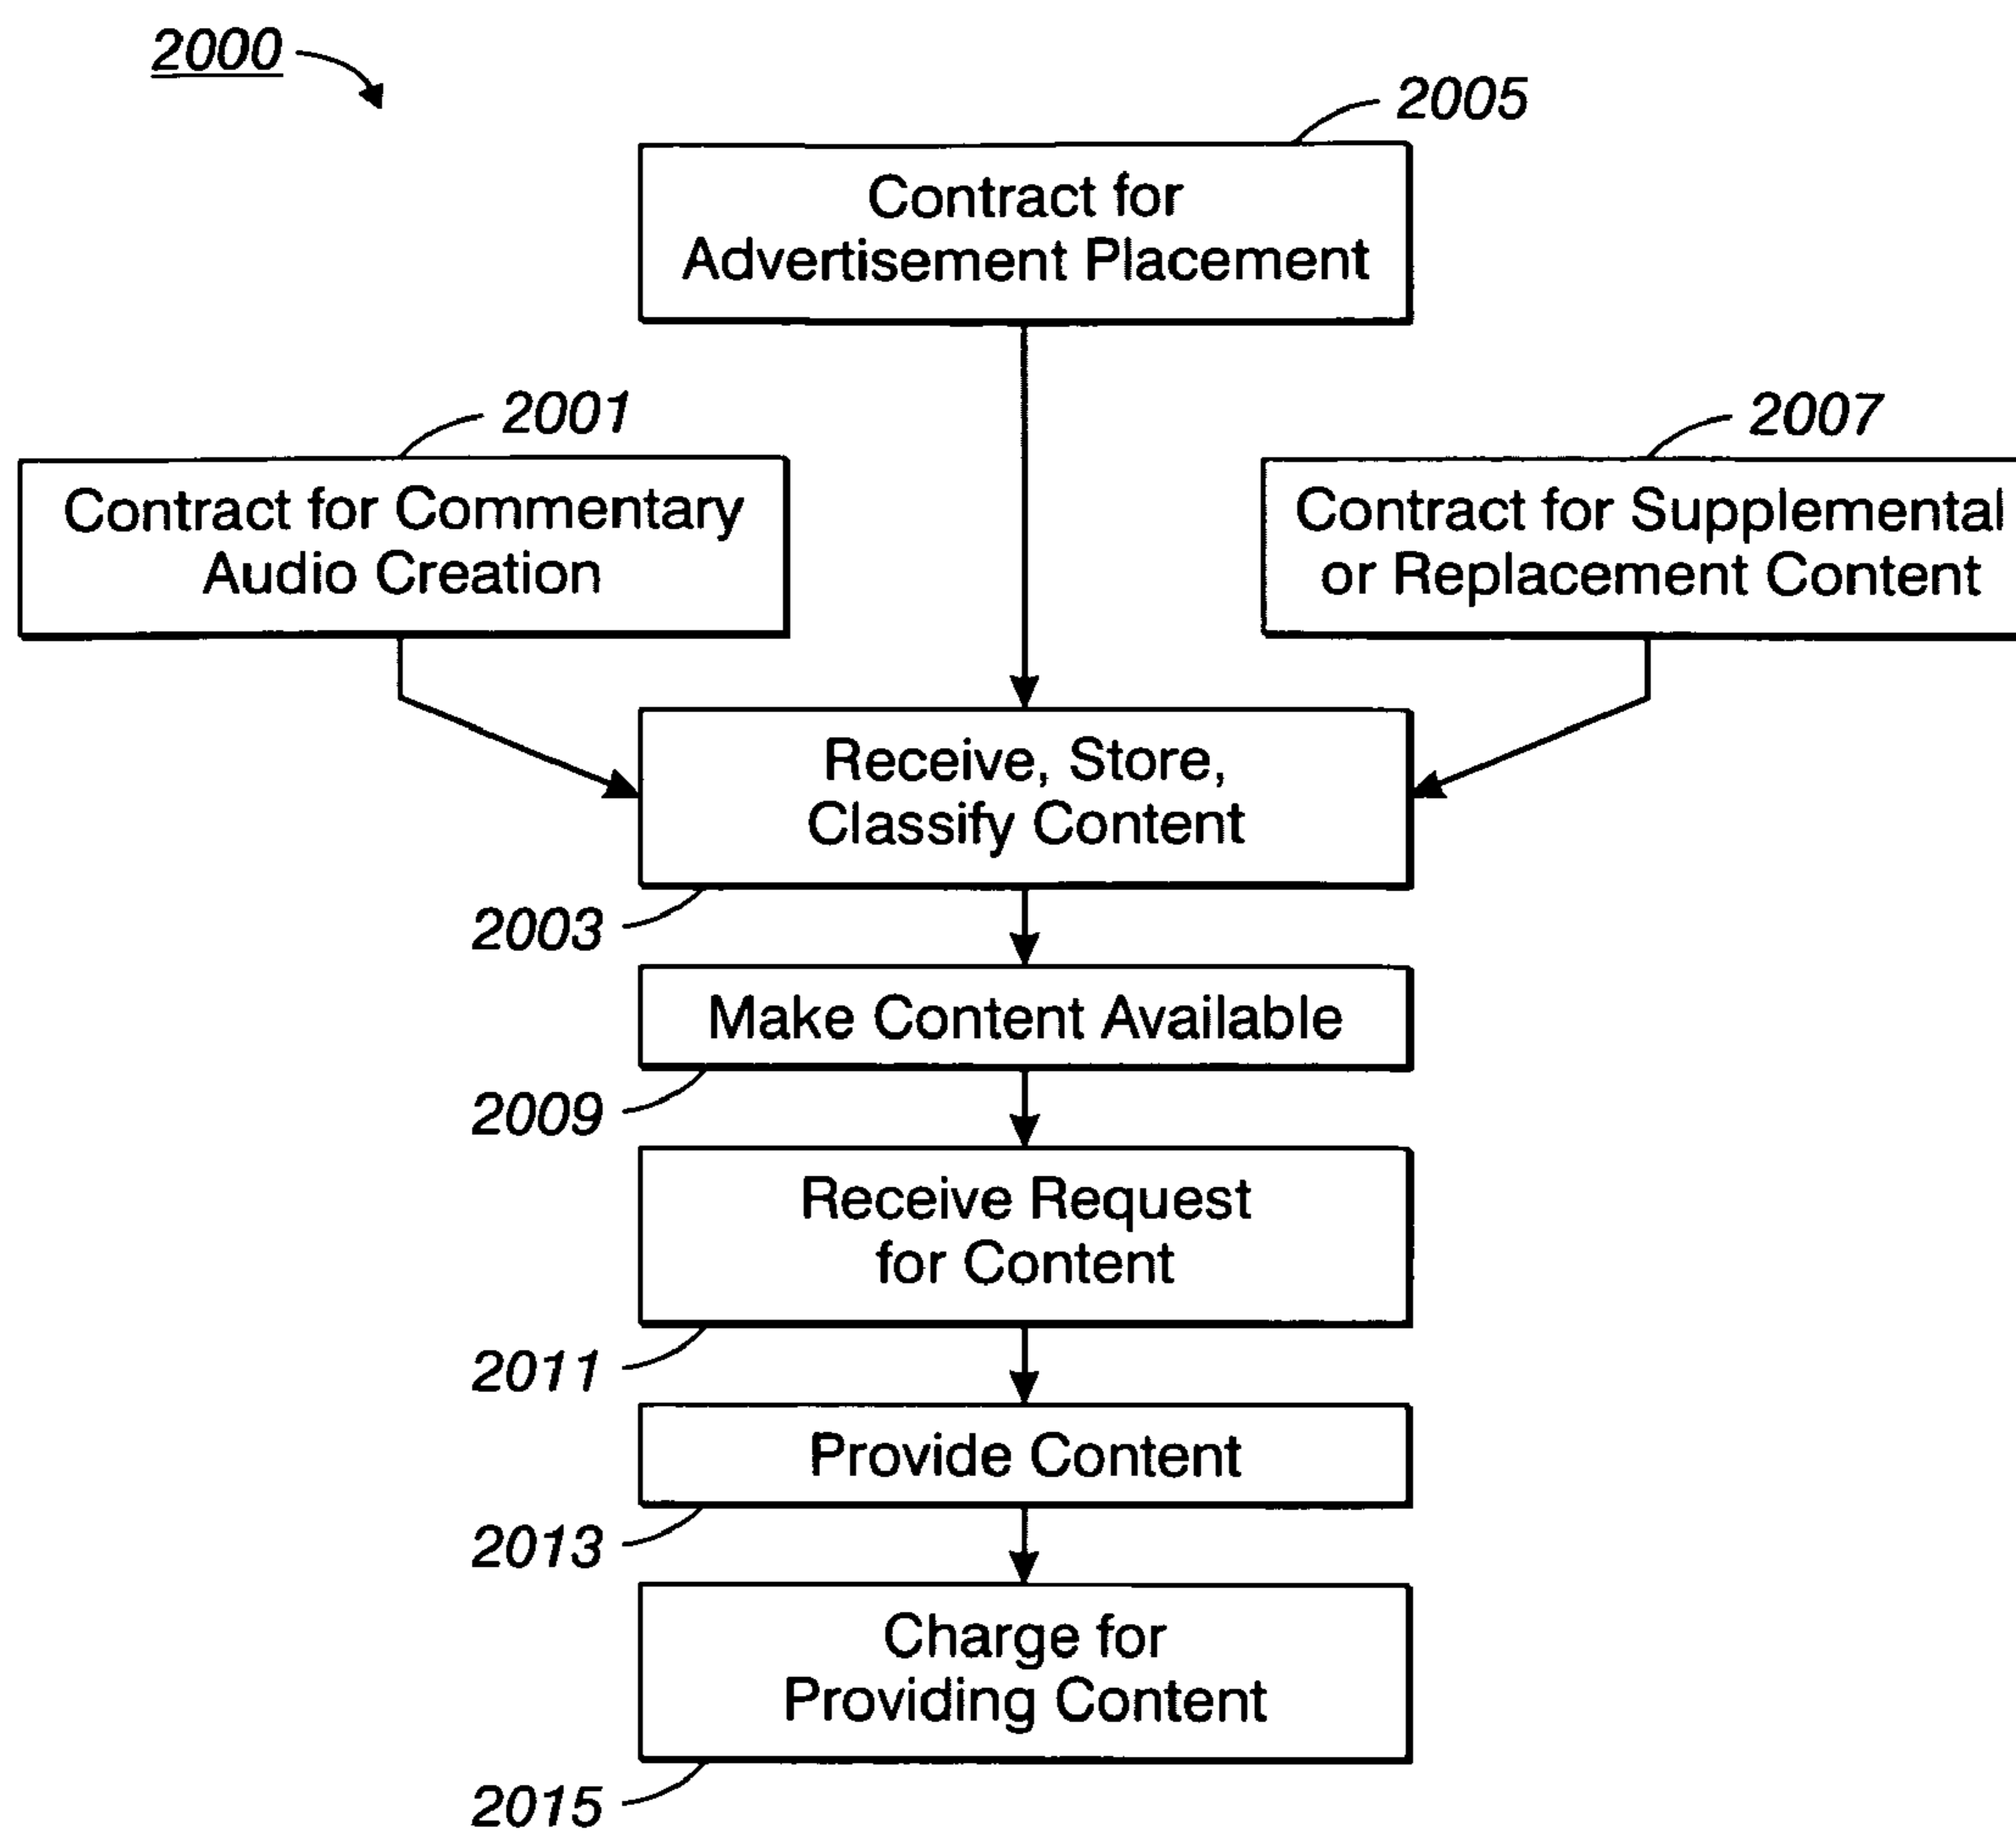 2000
2005
Contract for
Advertisement Placement
2001
2007
Contract for Commentary
Audio Creation
Contract for Supplemental
or Replacement Content
Receive, Store,
Classify Content
2003
Make Content Available
2009
Receive Request
for Content
2011
Provide Content
2013
Charge for
Providing Content
2015